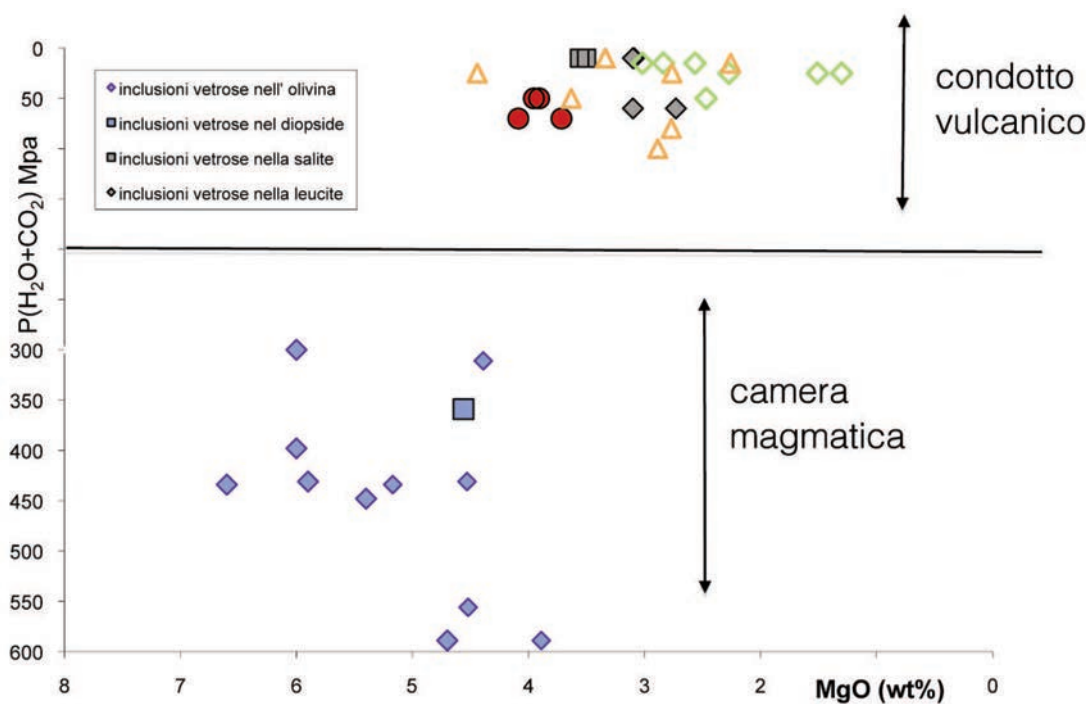 0
50
P(H₂O+CO₂) Mpa
300
350
400
450
500
550
600
inclusioni vetrose nell' olivina
inclusioni vetrose nel diopside
inclusioni vetrose nella salite
inclusioni vetrose nella leucite
condotto
vulcanico
camera
magmatica
8
7
6
5
4
3
2
MgO (wt%)
0